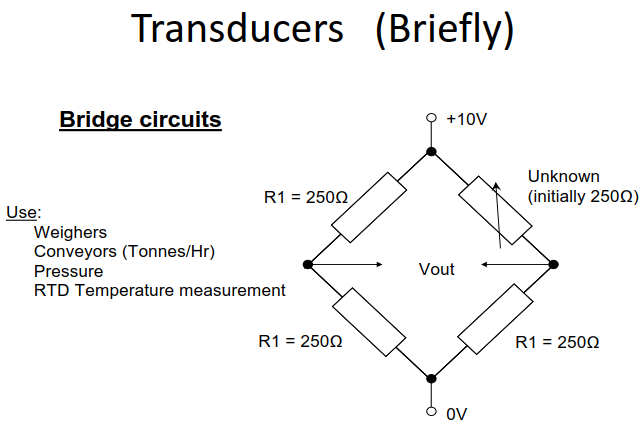 Transducers (Briefly)
Bridge circuits
+10V
Unknown
(initially 250Ω)
R1 = 250Ω
Use:
Weighers
Conveyors (Tonnes/Hr)
Pressure
RTD Temperature measurement
Vout
R1 = 250Ω
R1 = 250Ω
0V